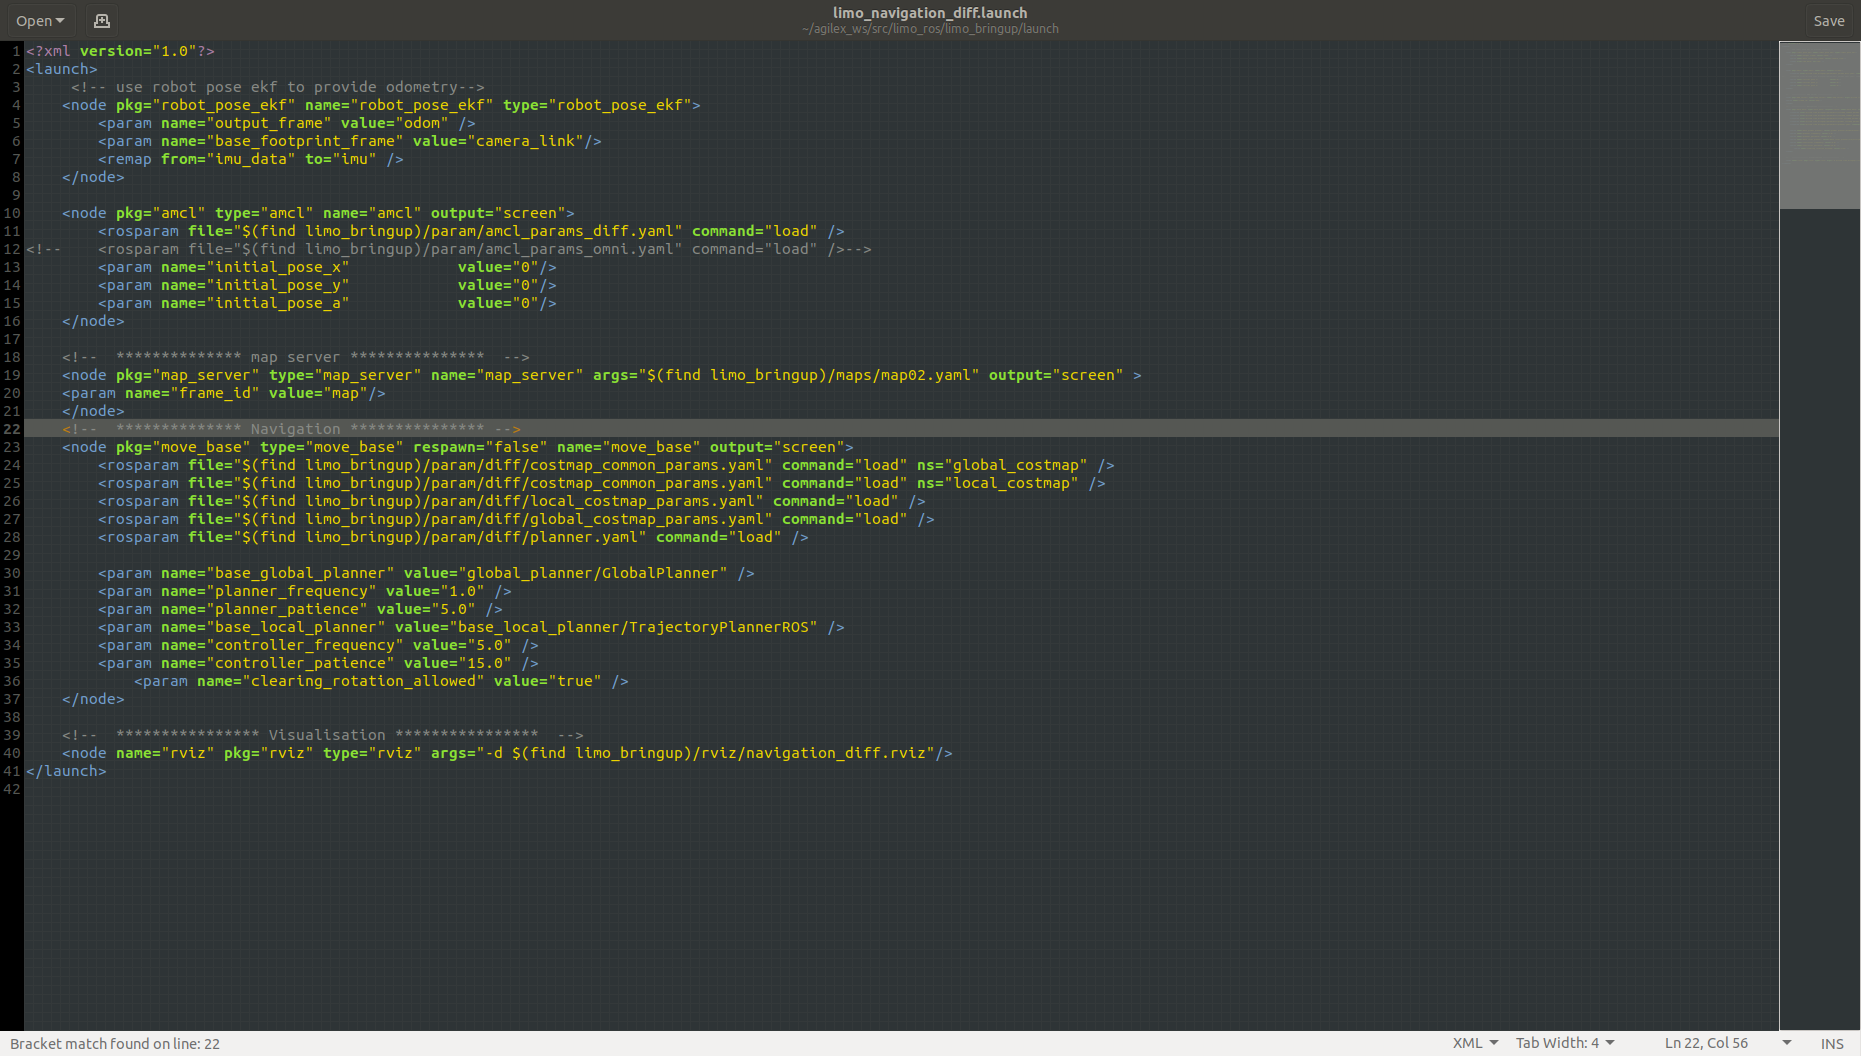 Open
limo_navigation_diff.launch
~/agilex_ws/src/limo_ros/limo_bringup/launch
Save
1 <?xml version="1.0"?>
2 <launch>
3      <!-- use robot pose ekf to provide odometry-->
4     <node pkg="robot_pose_ekf" name="robot_pose_ekf" type="robot_pose_ekf">
5         <param name="output_frame" value="odom" />
6         <param name="base_footprint_frame" value="camera_link"/>
7         <remap from="imu_data" to="imu" />
8     </node>
9
10     <node pkg="amcl" type="amcl" name="amcl" output="screen">
11         <rosparam file="$(find limo_bringup)/param/amcl_params_diff.yaml" command="load" />
12 <!--    <rosparam file="$(find limo_bringup)/param/amcl_params_omni.yaml" command="load" />-->
13         <param name="initial_pose_x"            value="0"/>
14         <param name="initial_pose_y"            value="0"/>
15         <param name="initial_pose_a"            value="0"/>
16     </node>
17
18     <!--  ************** map server ***************  -->
19     <node pkg="map_server" type="map_server" name="map_server" args="$(find limo_bringup)/maps/map02.yaml" output="screen" >
20     <param name="frame_id" value="map"/>
21     </node>
22     <!--  ************** Navigation *************** -->
23     <node pkg="move_base" type="move_base" respawn="false" name="move_base" output="screen">
24         <rosparam file="$(find limo_bringup)/param/diff/costmap_common_params.yaml" command="load" ns="global_costmap" />
25         <rosparam file="$(find limo_bringup)/param/diff/costmap_common_params.yaml" command="load" ns="local_costmap" />
26         <rosparam file="$(find limo_bringup)/param/diff/local_costmap_params.yaml" command="load" />
27         <rosparam file="$(find limo_bringup)/param/diff/global_costmap_params.yaml" command="load" />
28         <rosparam file="$(find limo_bringup)/param/diff/planner.yaml" command="load" />
29
30         <param name="base_global_planner" value="global_planner/GlobalPlanner" />
31         <param name="planner_frequency" value="1.0" />
32         <param name="planner_patience" value="5.0" />
33         <param name="base_local_planner" value="base_local_planner/TrajectoryPlannerROS" />
34         <param name="controller_frequency" value="5.0" />
35         <param name="controller_patience" value="15.0" />
36             <param name="clearing_rotation_allowed" value="true" />
37     </node>
38
39     <!--  **************** Visualisation ****************  -->
40     <node name="rviz" pkg="rviz" type="rviz" args="-d $(find limo_bringup)/rviz/navigation_diff.rviz"/>
41 </launch>
42
Bracket match found on line: 22
XML
Tab Width: 4
Ln 22, Col 56
INS